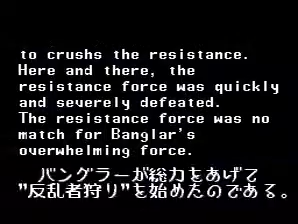 to crushs the resistance.
Here and there, the
resistance force was quickly
and severely defeated.
The resistance force was no
match for Banglar's
overwhelming force.
バングラーが総力をあげて
"反乱者狩り"を始めたのである。